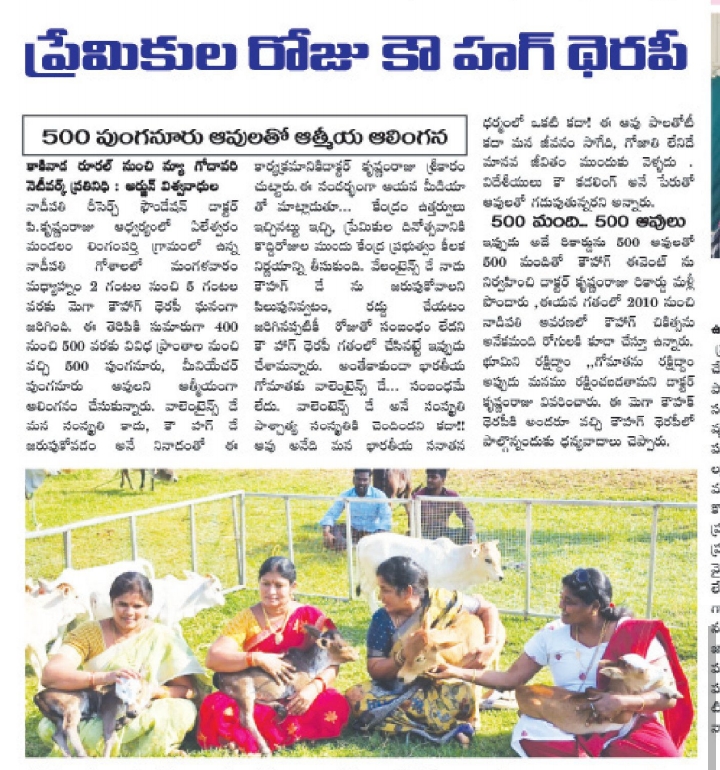 ప్రేమికుల రోజు కౌ హగ్ థెరపీ
500 పుంగనూరు ఆవులతో ఆత్మీయ ఆలింగన
కాకినాడ రూరల్ నుంచి మ్యా గోదావరి
నెట్‌వర్క్ ప్రతినిధి : అర్జున్ విశ్వనాధుల
నాడీపతి రీసెర్చ్ ఫౌండేషన్ డాక్టర్
పి.కృష్ణంరాజు ఆధ్వర్యంలో ఏలేశ్వరం
మండలం లింగంపర్తి గ్రామంలో ఉన్న
నాడీపతి గోశాలలో మంగళవారం
మధ్యాహ్నం 2 గంటల నుంచి 5 గంటల
వరకు మెగా కౌహగ్ థెరపీ ఘనంగా
జరిగింది. ఈ తెరిపికి సుమారుగా 400
నుంచి 500 వరకు వివిధ ప్రాంతాల నుంచి
వచ్చి 500 పుంగనూరు, మీనియేచర్
పుంగనూరు ఆవులని ఆత్మీయంగా
ఆలింగనం చేసుకున్నారు. వాలెంటైన్స్ డే
మన సంస్కృతి కాదు, కౌ హగ్ డే
జరుపుకోవడం అనే నినాదంతో ఈ
కార్యక్రమానికిడాక్టర్ కృష్ణంరాజు శ్రీకారం
చుట్టారు.ఈ సందర్భంగా ఆయన మీడియా
తో మాట్లాడుతూ... కేంద్రం ఉత్తర్వులు
ఇచ్చినట్టు ఇచ్చి, ప్రేమికుల దినోత్సవానికి
కొద్దిరోజుల ముందు కేంద్ర ప్రభుత్వం కీలక
నిర్ణయాన్ని తీసుకుంది. వేలంటైన్స్ డే నాడు
కౌహగ్ డే ను జరుపుకోవాలని
పిలుపునివ్వటం, రద్దు చేయటం
జరిగినప్పటికీ రోజుతో సంబంధం లేదని
కౌ హగ్ థెరపి గతంలో చేసినట్టే ఇప్పుడు
చేశామన్నారు. అంతేకాకుండా భారతీయ
గోమాతకు వాలెంటైన్స్ డే... సంబంధమే
లేదు. వాలెంటైన్స్ డే అనే సంస్కృతి
పాశ్చాత్య సంస్కృతికి చెందిందని కదా!!
ఆవు అనేది మన భారతీయ సనాతన
ధర్మంలో ఒకటి కదా! ఈ ఆవు పాలతోటీ
కదా మన జీవనం సాగేది, గోజాతి లేనిదే
మానవ జీవితం ముందుకు వెళ్ళదు .
విదేశీయులు కౌ కడలింగ్ అనే పేరుతో
ఆవులతో గడుపుతున్నరని అన్నారు.
500 మంది.. 500 ఆవులు
ఇప్పుడు అదే రికార్డును 500 ఆవులతో
500 మందితో కౌహాగ్ ఈవెంట్ ను
నిర్వహించి డాక్టర్ కృష్ణంరాజు రికార్డు మళ్లీ
పొందారు ,ఈయన గతంలో 2010 నుంచి
నాడీపతి ఆవరణలో కౌహాగ్ చికిత్సను
అనేకమంది రోగులకి కూడా చేస్తూ ఉన్నారు.
భూమిని రక్షిద్దాం ,,గోమాతను రక్షిద్దాం
అప్పుడు మనము రక్షించబడతామని డాక్టర్
కృష్ణంరాజు వివరించారు. ఈ మెగా కౌహక్
థెరపికి అందరూ వచ్చి కౌహగ్ థెరపీలో
పాల్గొన్నందుకు ధన్యవాదాలు చెప్పారు.